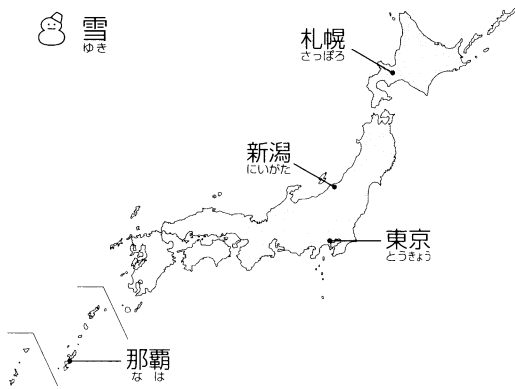 雪
ゆき
札幌
さっぽろ
新潟
にいがた
東京
とうきょう
那覇
なは